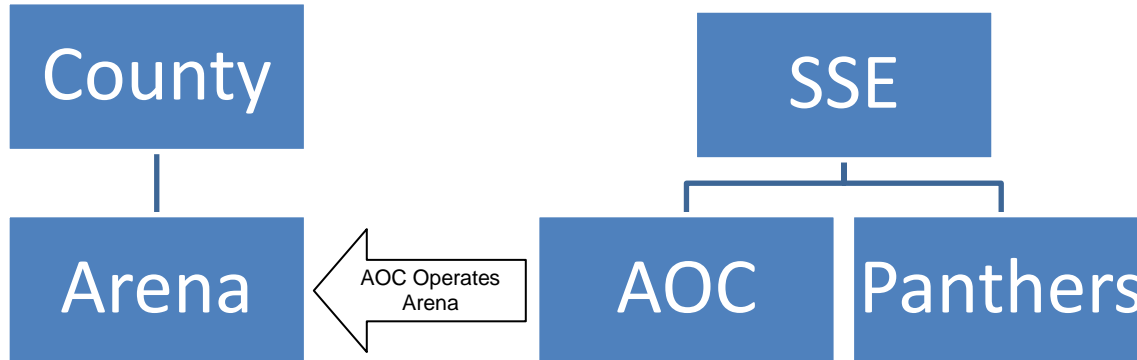 County
SSE
Arena
AOC Operates
Arena
AOC
Panthers